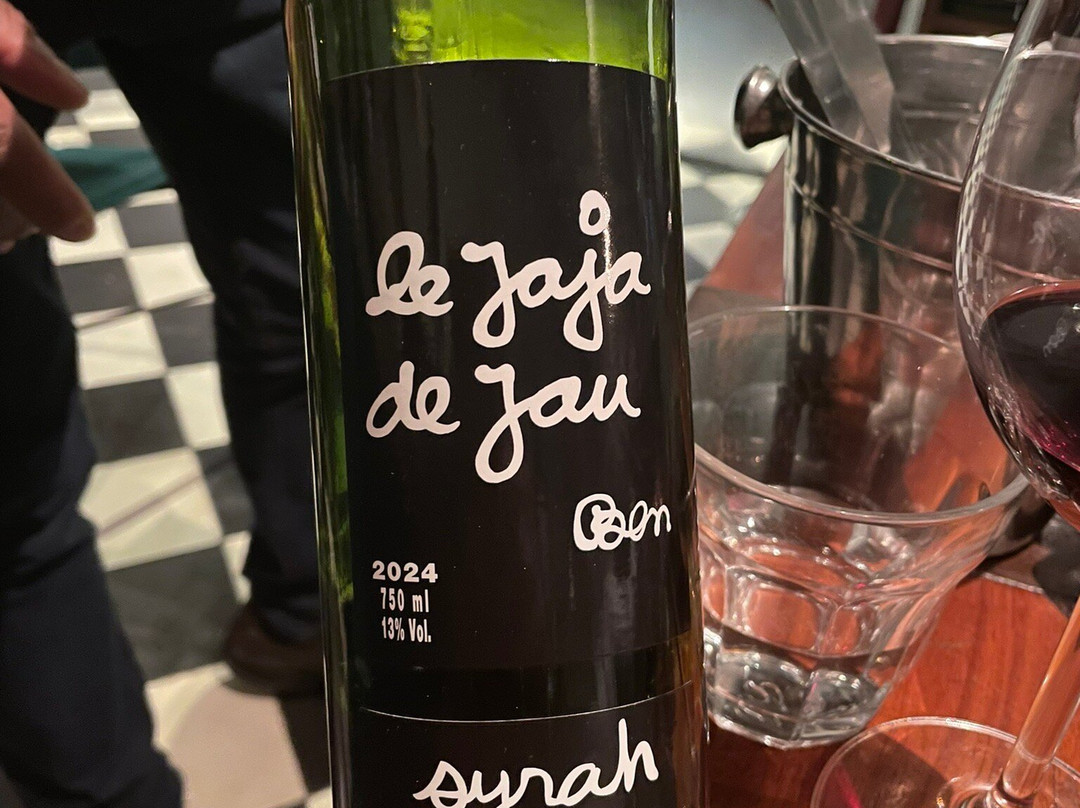 le Jaja
de Jau
Ben
2024
750 ml
13% Vol.
syrah